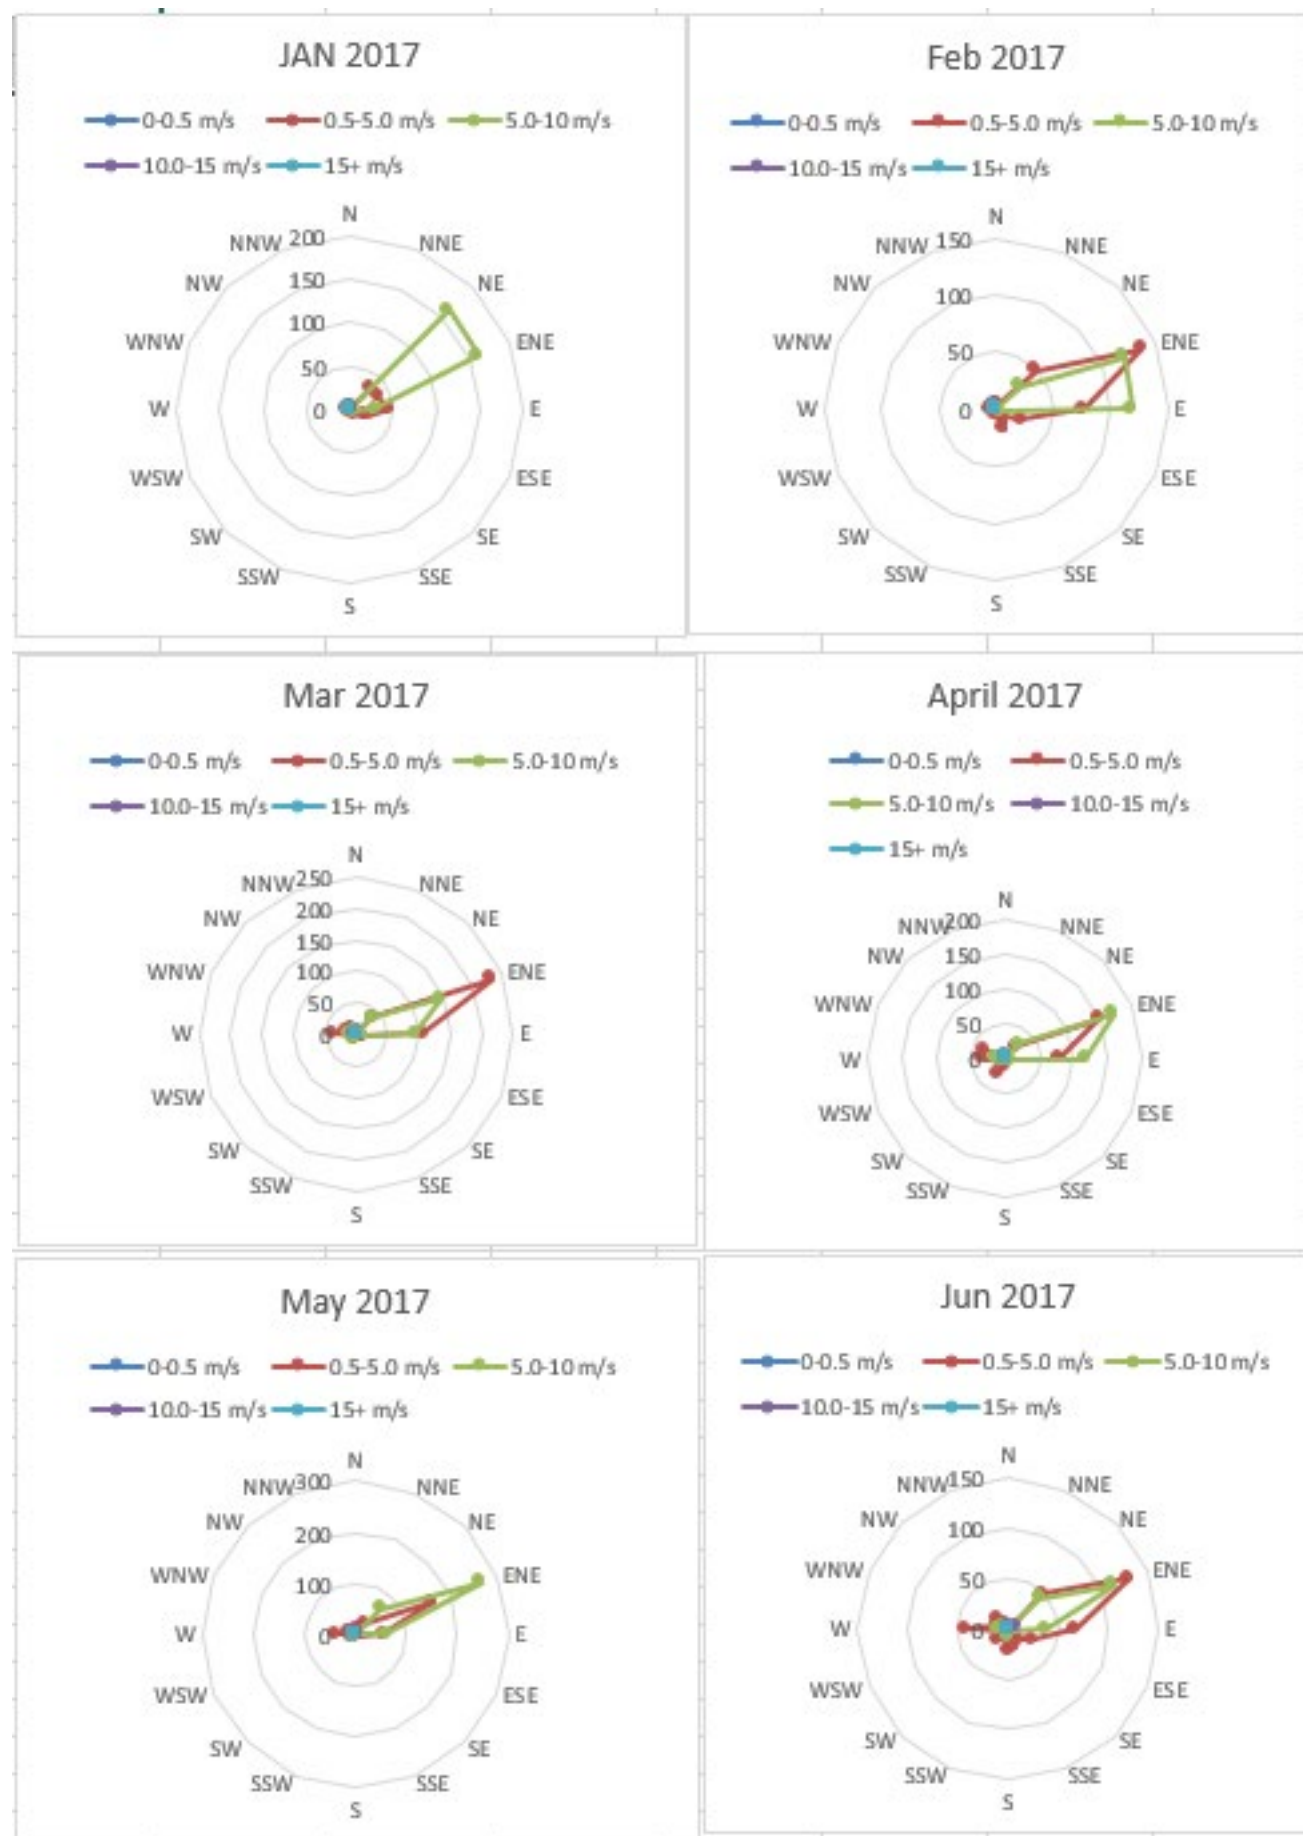 JAN 2017
0-0.5 m/s 0.5-5.0 m/s 5.0-10 m/s
10.0-15 m/s 15+ m/s
N
NNW 200 NNE
NW 150 NE
100
WNW ENE
50
W 0 E
WSW ESE
SW SE
SSW SSE
S
Feb 2017
0-0.5 m/s 0.5-5.0 m/s 5.0-10 m/s
10.0-15 m/s 15+ m/s
N
NNW 150 NNE
NW NE
100
WNW 50 ENE
W 0 E
WSW ESE
SW SE
SSW SSE
S
Mar 2017
0-0.5 m/s 0.5-5.0 m/s 5.0-10 m/s
10.0-15 m/s 15+ m/s
N
NNW 250 NNE
NW 200 NE
150
WNW 100 ENE
50
W 0 E
WSW ESE
SW SE
SSW SSE
S
April 2017
0-0.5 m/s 0.5-5.0 m/s
5.0-10 m/s 10.0-15 m/s
15+ m/s
N
NNW 200 NNE
NW 150 NE
100
WNW ENE
50
W 0 E
WSW ESE
SW SE
SSW SSE
S
May 2017
0-0.5 m/s 0.5-5.0 m/s 5.0-10 m/s
10.0-15 m/s 15+ m/s
N
NNW 300 NNE
NW 200 NE
WNW 100 ENE
W 0 E
WSW ESE
SW SE
SSW SSE
S
Jun 2017
0-0.5 m/s 0.5-5.0 m/s 5.0-10 m/s
10.0-15 m/s 15+ m/s
N
NNW 150 NNE
NW 100 NE
WNW 50 ENE
W 0 E
WSW ESE
SW SE
SSW SSE
S